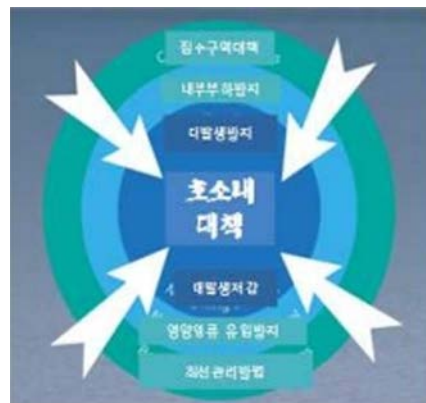 집수구역대책
내부부하방지
대발생방지
호소내
대책
대발생저감
영양염류 유입방지
최선관리방법